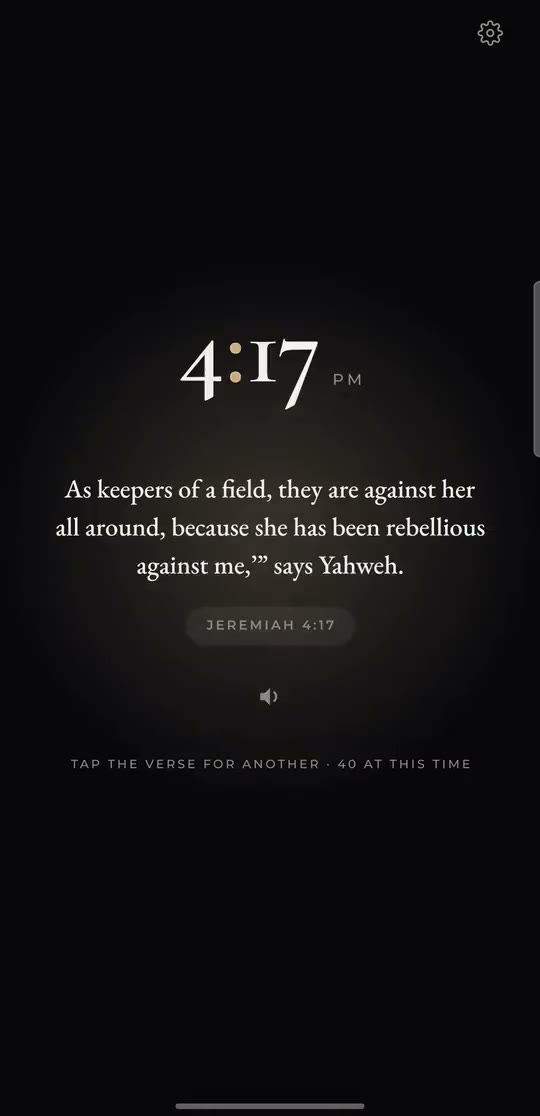 4:17 PM
As keepers of a field, they are against her
all around, because she has been rebellious
against me,’” says Yahweh.
JEREMIAH 4:17
TAP THE VERSE FOR ANOTHER · 40 AT THIS TIME